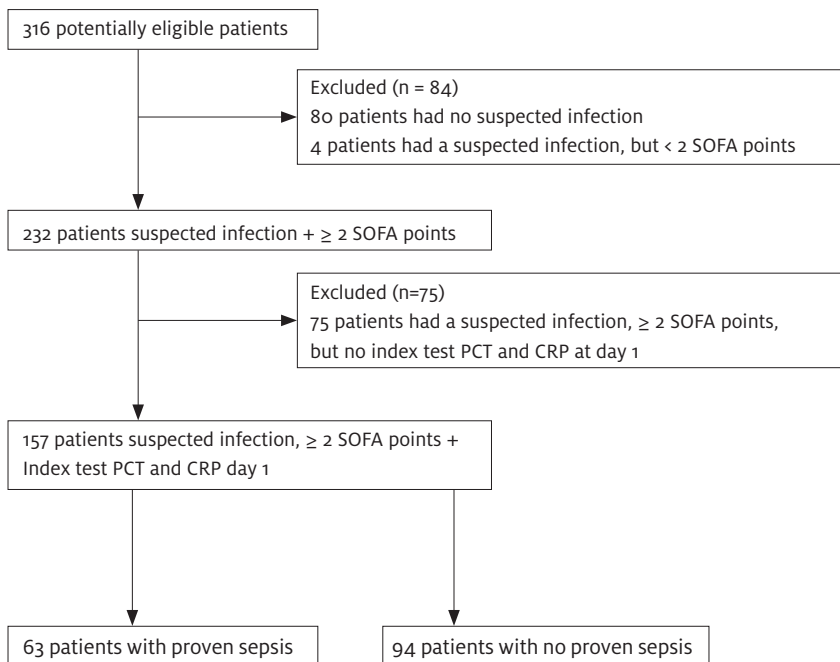 316 potentially eligible patients
Excluded (n = 84)
80 patients had no suspected infection
4 patients had a suspected infection, but < 2 SOFA points
232 patients suspected infection + ≥ 2 SOFA points
Excluded (n=75)
75 patients had a suspected infection, ≥ 2 SOFA points,
but no index test PCT and CRP at day 1
157 patients suspected infection, ≥ 2 SOFA points +
Index test PCT and CRP day 1
63 patients with proven sepsis
94 patients with no proven sepsis